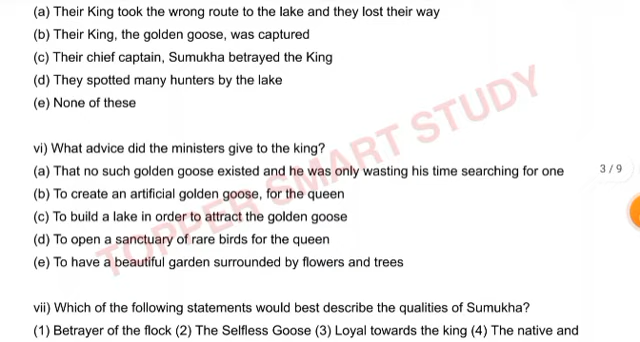 (a) Their King took the wrong route to the lake and they lost their way
(b) Their King, the golden goose, was captured
(c) Their chief captain, Sumukha betrayed the King
(d) They spotted many hunters by the lake
(e) None of these
vi) What advice did the ministers give to the king?
(a) That no such golden goose existed and he was only wasting his time searching for one
3 / 9
(b) To create an artificial golden goose, for the queen
(c) To build a lake in order to attract the golden goose
(d) To open a sanctuary of rare birds for the queen
(e) To have a beautiful garden surrounded by flowers and trees
TOPPER SMART STUDY
vii) Which of the following statements would best describe the qualities of Sumukha?
(1) Betrayer of the flock (2) The Selfless Goose (3) Loyal towards the king (4) The native and